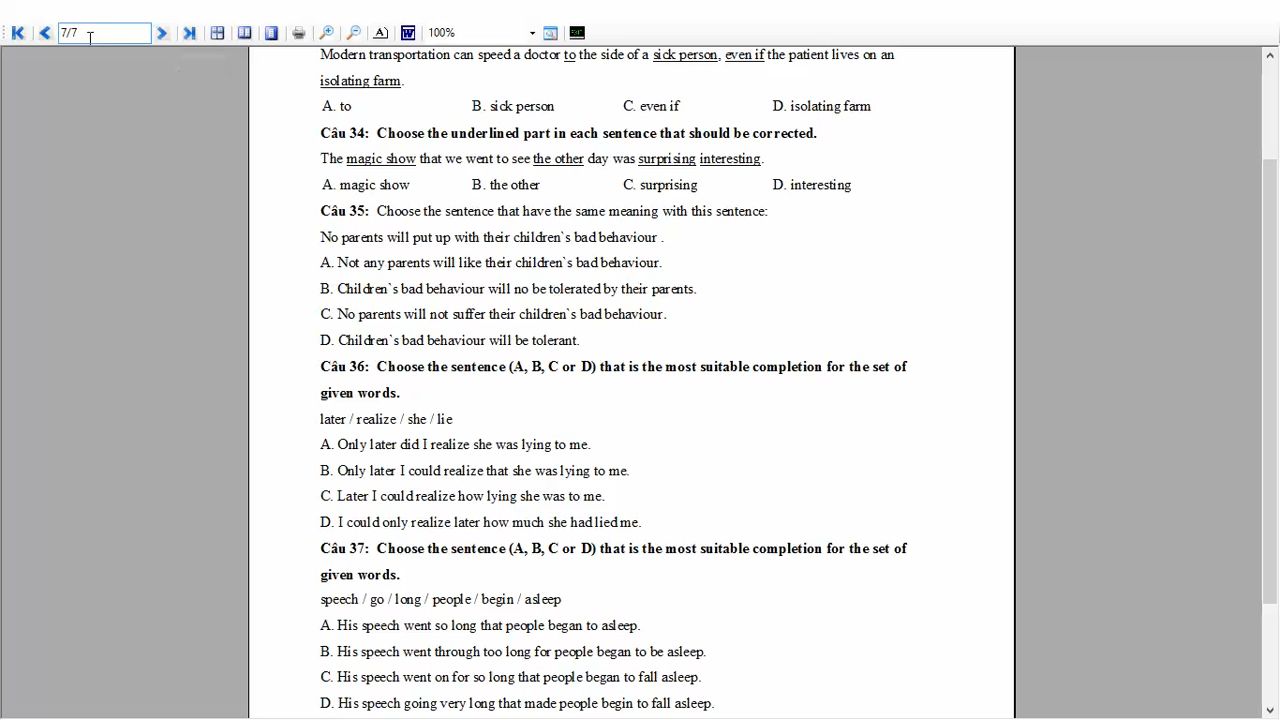 7/7 100%
Modern transportation can speed a doctor to the side of a sick person, even if the patient lives on an
isolating farm.
A. to B. sick person C. even if D. isolating farm
Câu 34: Choose the underlined part in each sentence that should be corrected.
The magic show that we went to see the other day was surprising interesting.
A. magic show B. the other C. surprising D. interesting
Câu 35: Choose the sentence that have the same meaning with this sentence:
No parents will put up with their children`s bad behaviour .
A. Not any parents will like their children`s bad behaviour.
B. Children`s bad behaviour will no be tolerated by their parents.
C. No parents will not suffer their children`s bad behaviour.
D. Children`s bad behaviour will be tolerant.
Câu 36: Choose the sentence (A, B, C or D) that is the most suitable completion for the set of
given words.
later / realize / she / lie
A. Only later did I realize she was lying to me.
B. Only later I could realize that she was lying to me.
C. Later I could realize how lying she was to me.
D. I could only realize later how much she had lied me.
Câu 37: Choose the sentence (A, B, C or D) that is the most suitable completion for the set of
given words.
speech / go / long / people / begin / asleep
A. His speech went so long that people began to asleep.
B. His speech went through too long for people began to be asleep.
C. His speech went on for so long that people began to fall asleep.
D. His speech going very long that made people begin to fall asleep.